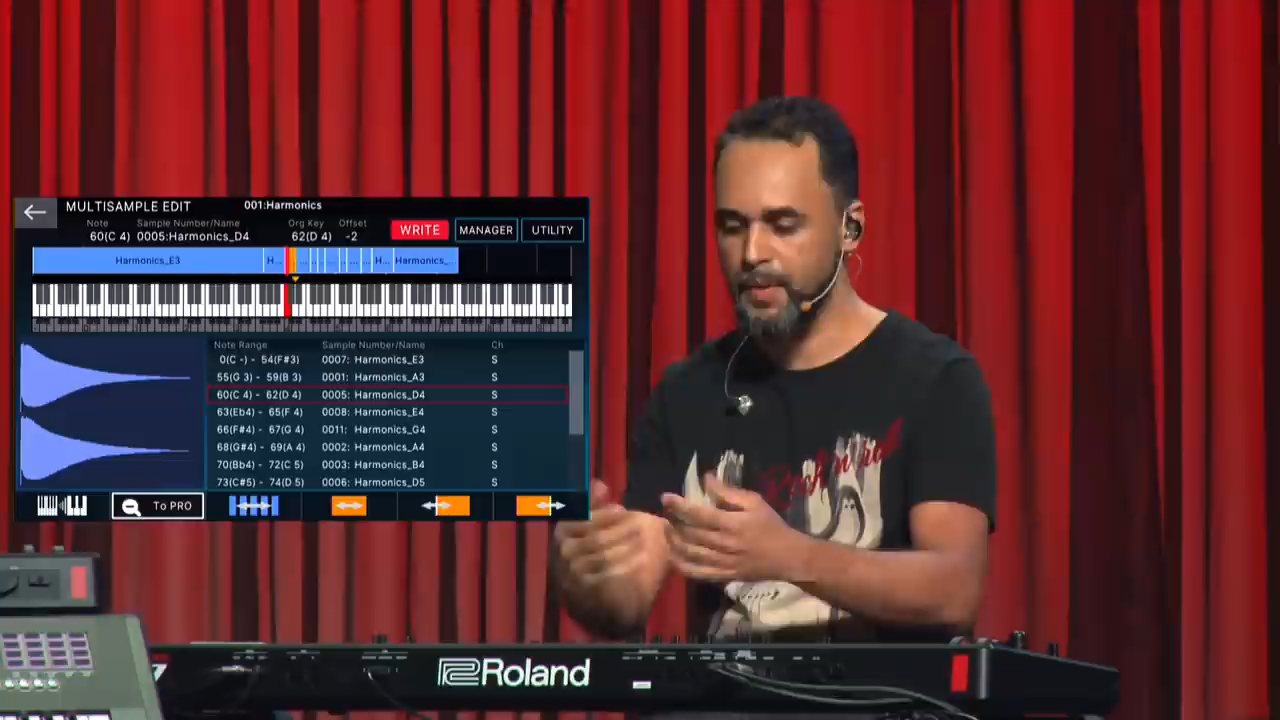 MULTISAMPLE EDIT 001:Harmonics
Note Sample Number/Name Org Key Offset
60(C 4) 0005:Harmonics_D4 62(D 4) -2
WRITE MANAGER UTILITY
Harmonics_E3 H... ... ... ... ... H... Harmonics_...
Note Range Sample Number/Name Ch
0(C -) - 54(F#3) 0007: Harmonics_E3 S
55(G 3) - 59(B 3) 0001: Harmonics_A3 S
60(C 4) - 62(D 4) 0005: Harmonics_D4 S
63(Eb4) - 65(F 4) 0008: Harmonics_E4 S
66(F#4) - 67(G 4) 0011: Harmonics_G4 S
68(G#4) - 69(A 4) 0002: Harmonics_A4 S
70(Bb4) - 72(C 5) 0003: Harmonics_B4 S
73(C#5) - 74(D 5) 0006: Harmonics_D5 S
To PRO
Roland
7